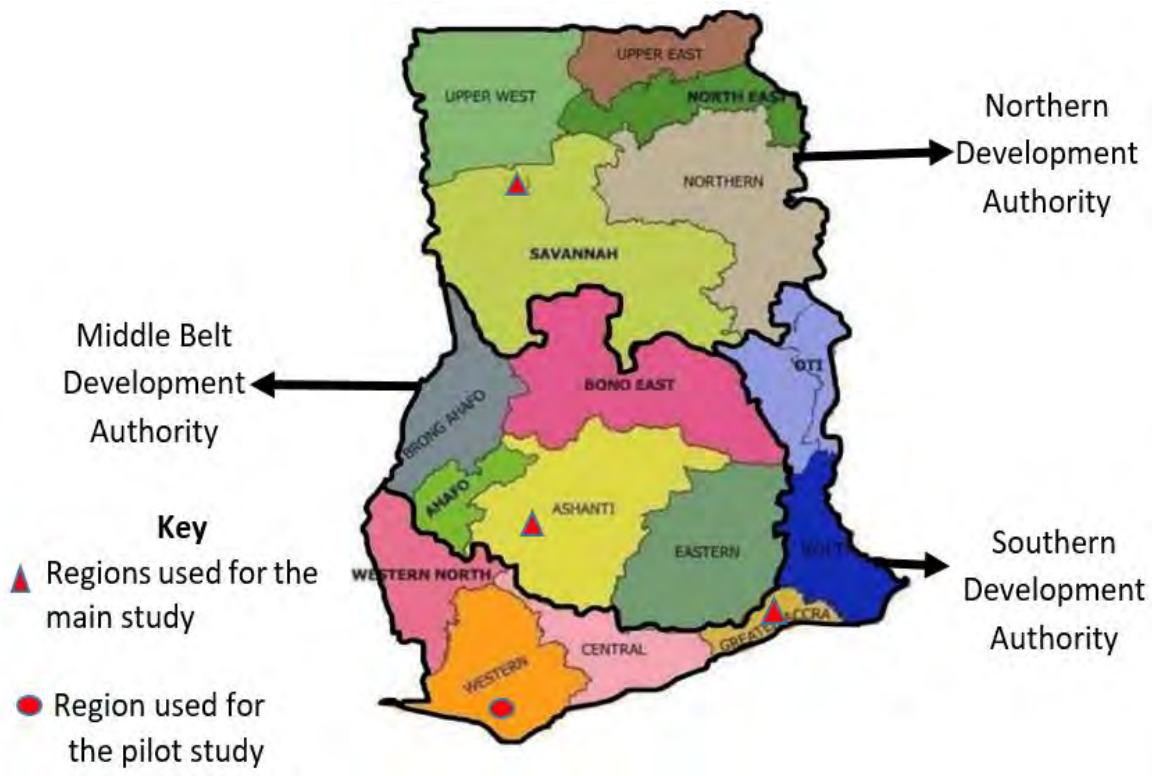 UPPER EAST
UPPER WEST
NORTH EAST
Northern
Development
Authority
NORTHERN
SAVANNAH
Middle Belt
Development
Authority
OTI
BONO EAST
BRONG AHAFO
AHAFO
ASHANTI
EASTERN
Key
Regions used for the
main study
Southern
Development
Authority
WESTERN NORTH
GREATER ACCRA
CENTRAL
WESTERN
Region used for
the pilot study